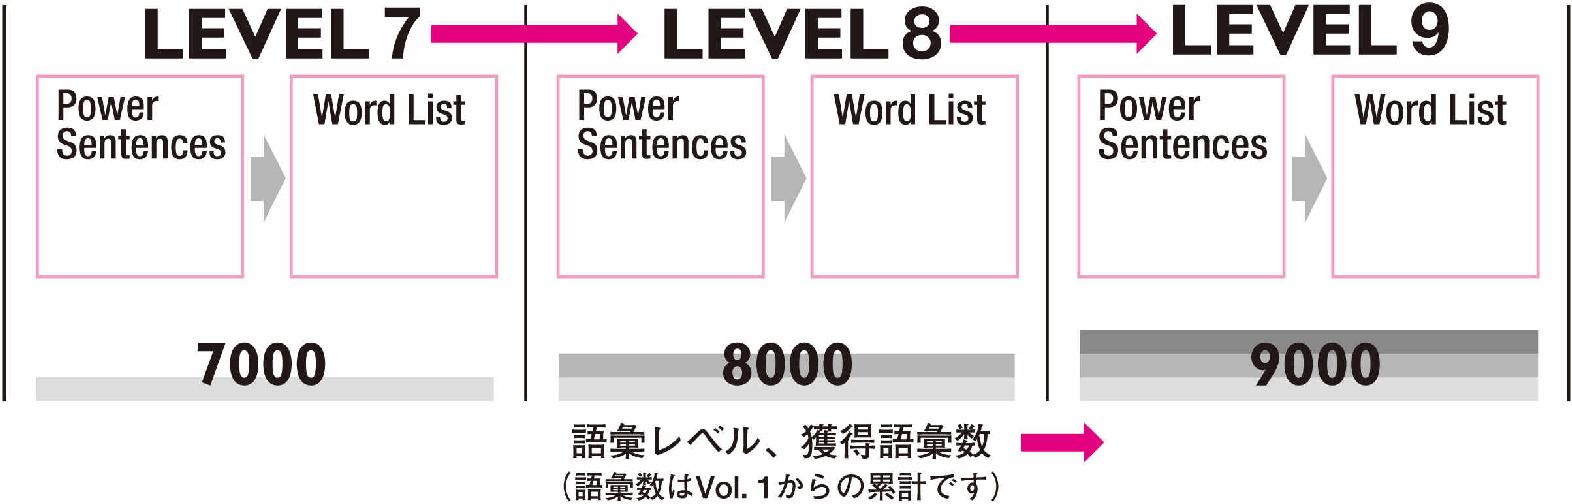 LEVEL 7
Power
Sentences
Word List
7000
LEVEL 8
Power
Sentences
Word List
8000
LEVEL 9
Power
Sentences
Word List
9000
語彙レベル、獲得語彙数
（語彙数はVol. 1からの累計です）